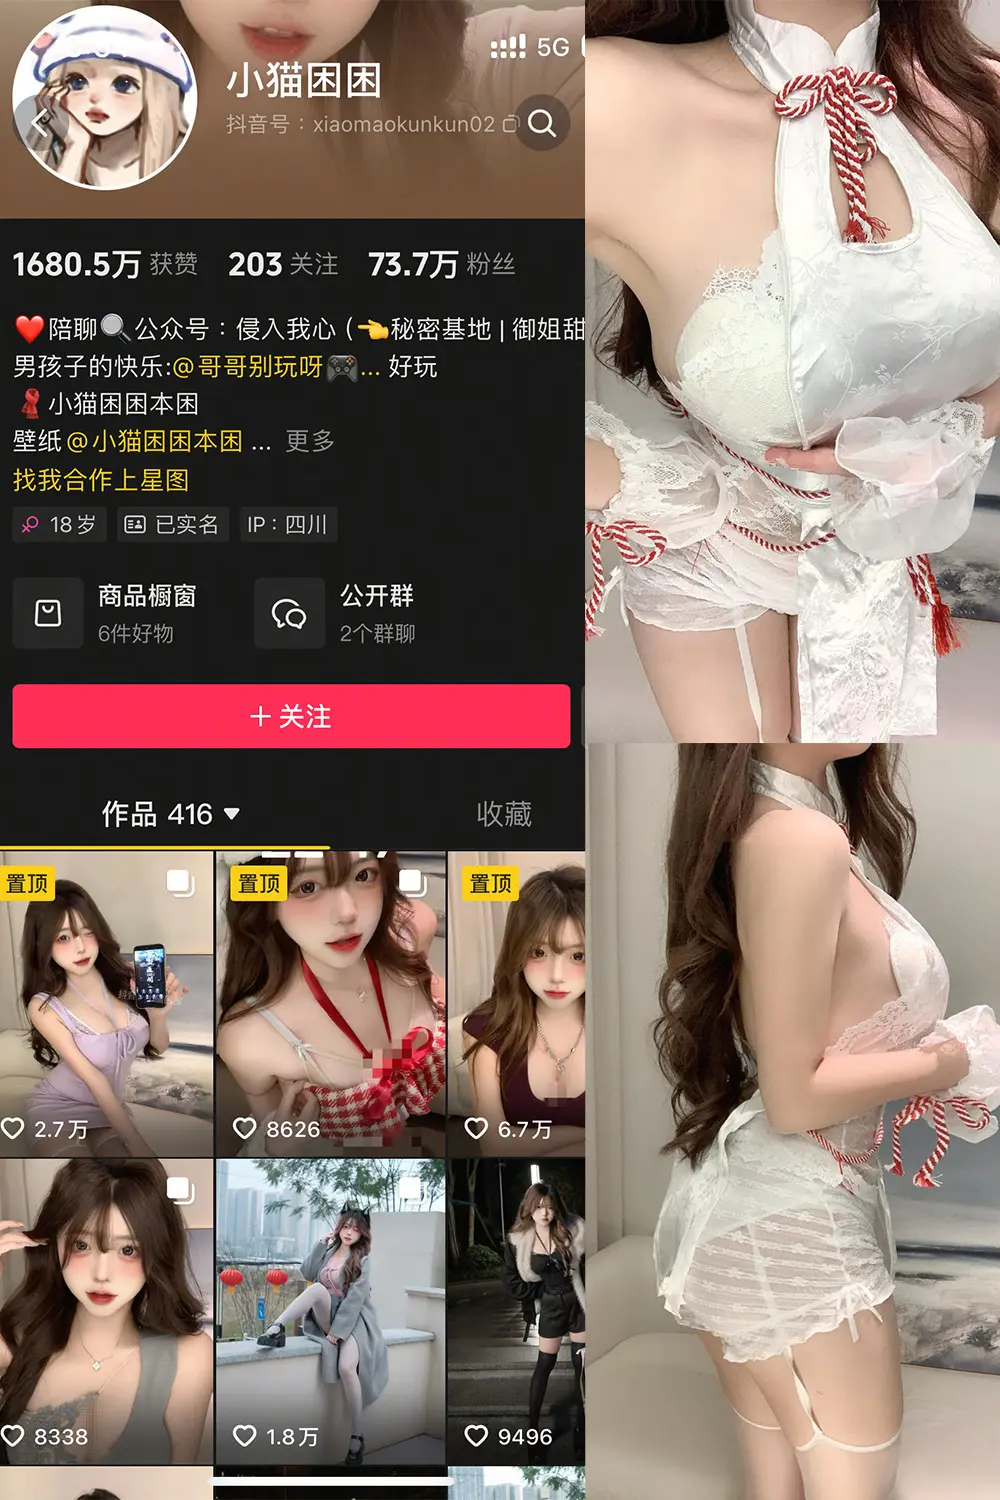 5G
小猫困困
抖音号：xiaomaokunkun02
1680.5万 获赞 203 关注 73.7万 粉丝
❤️陪聊🔍公众号：侵入我心（👈秘密基地 | 御姐甜
男孩子的快乐:@哥哥别玩呀🎮... 好玩
🧣小猫困困本困
壁纸@小猫困困本困 ... 更多
找我合作上星图
♀ 18岁 已实名 IP：四川
商品橱窗 公开群
6件好物 2个群聊
＋关注
作品 416 ▼ 收藏
置顶 置顶 置顶
2.7万 8626 6.7万
8338 1.8万 9496